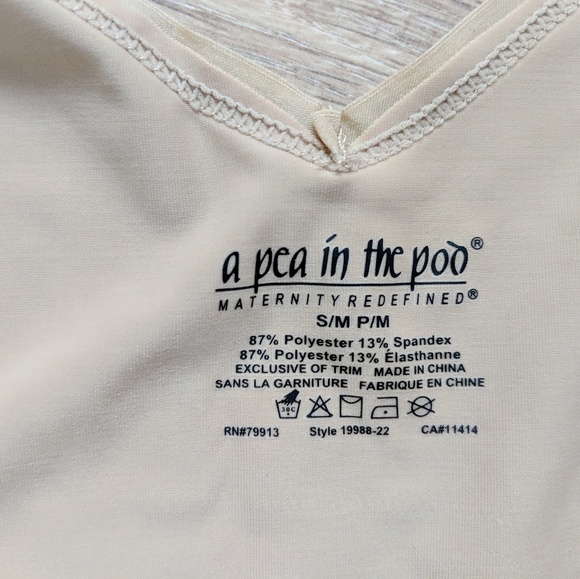 a pea in the pod®
MATERNITY REDEFINED®
S/M P/M
87% Polyester 13% Spandex
87% Polyester 13% Élasthanne
EXCLUSIVE OF TRIM MADE IN CHINA
SANS LA GARNITURE FABRIQUE EN CHINE
30C
RN#79913 Style 19988-22 CA#11414